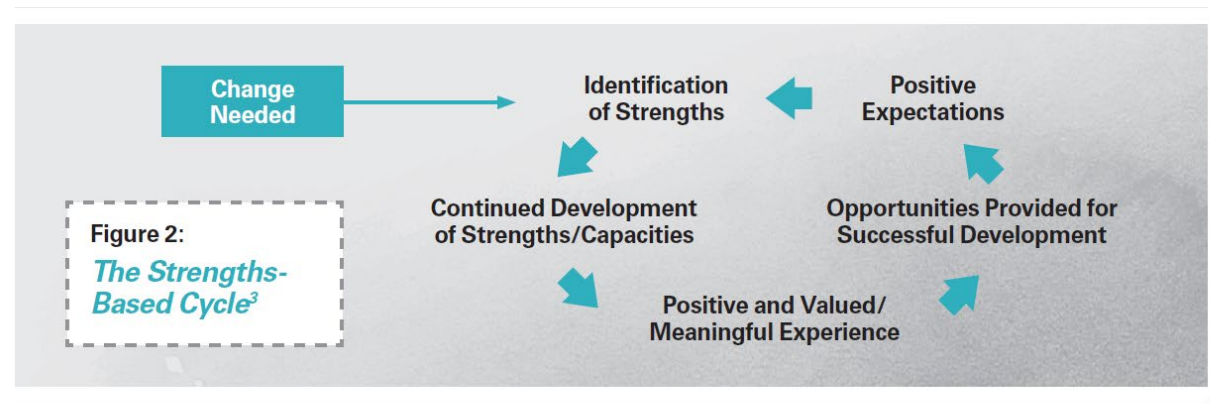 Change
Needed
Identification
of Strengths
Positive
Expectations
Continued Development
of Strengths/Capacities
Opportunities Provided for
Successful Development
Positive and Valued/
Meaningful Experience
Figure 2:
The Strengths-
Based Cycle³